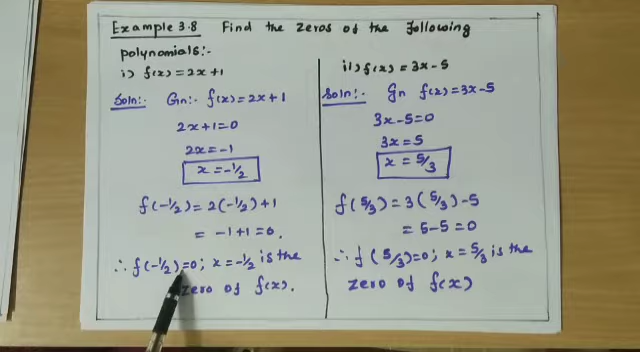 Example 3.8 Find the zeros of the following
polynomials:-
i) f(x) = 2x+1
Soln:- Gn:- f(x) = 2x+1
2x+1=0
2x=-1
x=-1/2
f(-1/2) = 2(-1/2)+1
= -1+1=0.
∴ f(-1/2)=0; x=-1/2 is the
zero of f(x).
ii) f(x) = 3x-5
Soln:- Gn f(x)=3x-5
3x-5=0
3x=5
x=5/3
f(5/3) = 3(5/3)-5
= 5-5=0
∴ f(5/3)=0; x=5/3 is the
zero of f(x)